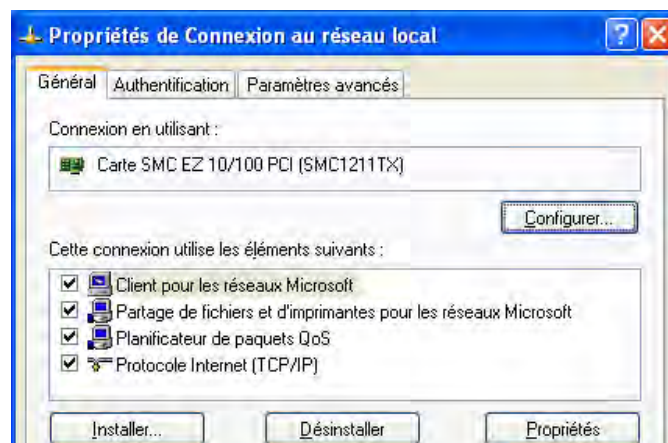 Propriétés de Connexion au réseau local
Général Authentification Paramètres avancés
Connexion en utilisant :
Carte SMC EZ 10/100 PCI (SMC1211TX)
Configurer...
Cette connexion utilise les éléments suivants :
Client pour les réseaux Microsoft
Partage de fichiers et d'imprimantes pour les réseaux Microsoft
Planificateur de paquets QoS
Protocole Internet (TCP/IP)
Installer... Désinstaller Propriétés